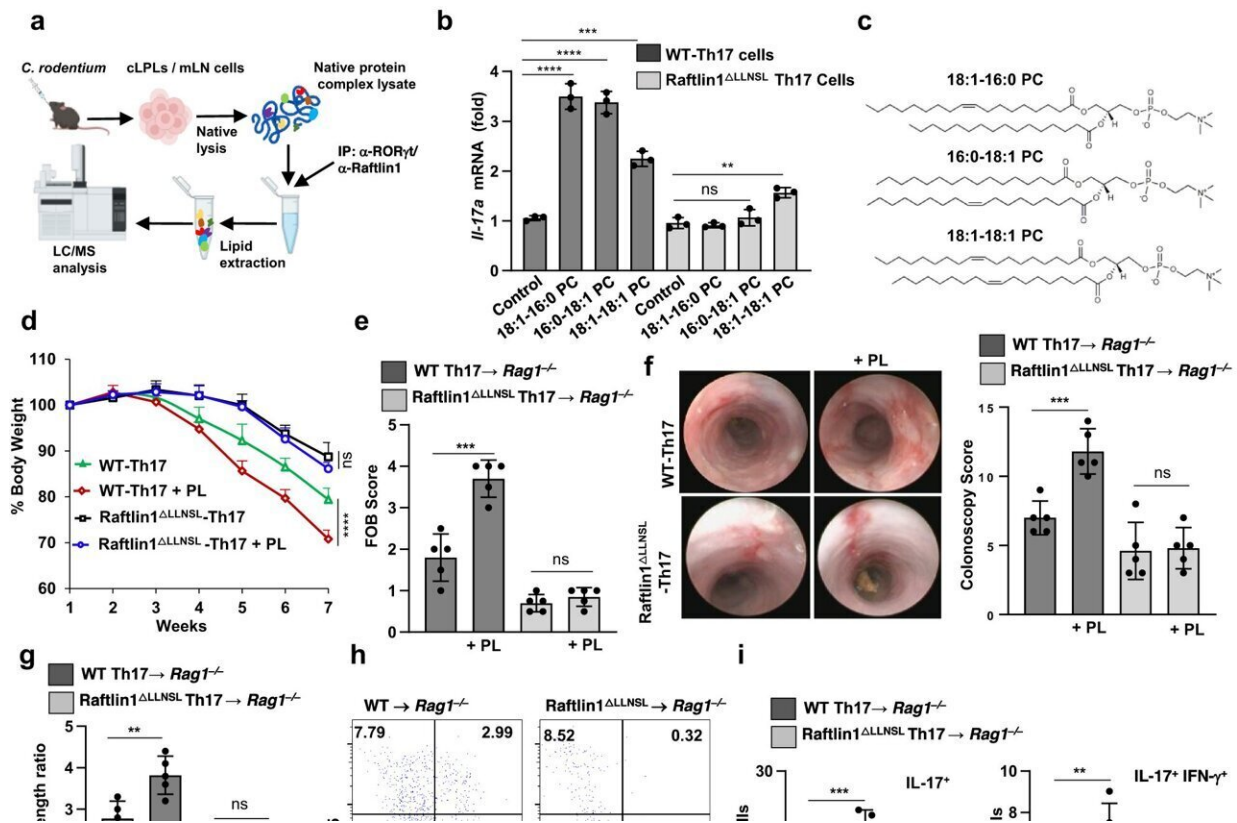 a
C. rodentium
cLPLs / mLN cells
Native protein
complex lysate
Native
lysis
IP: α-RORγt/
α-Raftlin1
Lipid
extraction
LC/MS
analysis
b
***
****
****
WT-Th17 cells
Raftlin1ΔLLNSL Th17 Cells
Il-17a mRNA (fold)
4
3
2
1
0
**
ns
Control
18:1-16:0 PC
16:0-18:1 PC
18:1-18:1 PC
Control
18:1-16:0 PC
16:0-18:1 PC
18:1-18:1 PC
c
18:1-16:0 PC
16:0-18:1 PC
18:1-18:1 PC
d
% Body Weight
110
100
90
80
70
60
WT-Th17
WT-Th17 + PL
Raftlin1ΔLLNSL-Th17
Raftlin1ΔLLNSL -Th17 + PL
ns
****
1 2 3 4 5 6 7
Weeks
e
WT Th17→ Rag1–/–
Raftlin1ΔLLNSL Th17 → Rag1–/–
FOB Score
5
4
3
2
1
0
***
ns
+ PL
+ PL
f
+ PL
WT-Th17
Raftlin1ΔLLNSL
-Th17
WT Th17→ Rag1–/–
Raftlin1ΔLLNSL Th17 → Rag1–/–
Colonoscopy Score
15
10
5
0
***
ns
+ PL
+ PL
g
WT Th17→ Rag1–/–
Raftlin1ΔLLNSL Th17 → Rag1–/–
5
4
3
**
ns
h
WT → Rag1–/–
Raftlin1ΔLLNSL → Rag1–/–
7.79
2.99
8.52
0.32
i
WT Th17→ Rag1–/–
Raftlin1ΔLLNSL Th17 → Rag1–/–
30
***
IL-17+
10
8
**
IL-17+ IFN-γ+